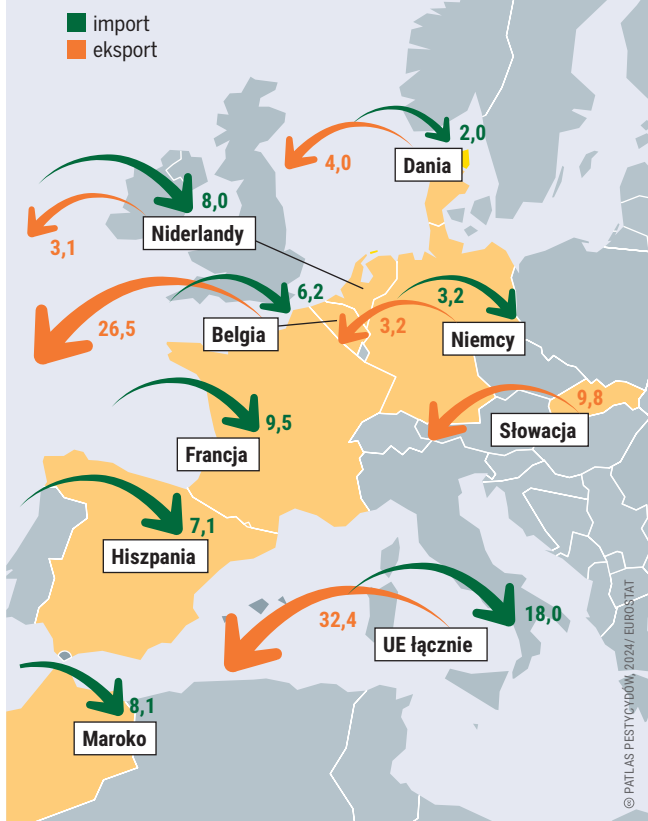 import
eksport
2,0
4,0
Dania
8,0
Niderlandy
3,1
6,2
26,5
Belgia
3,2
3,2
Niemcy
9,8
Słowacja
9,5
Francja
7,1
Hiszpania
32,4
18,0
UE łącznie
8,1
Maroko
PATLAS PESTYCYDÓW, 2024/ EUROSTAT